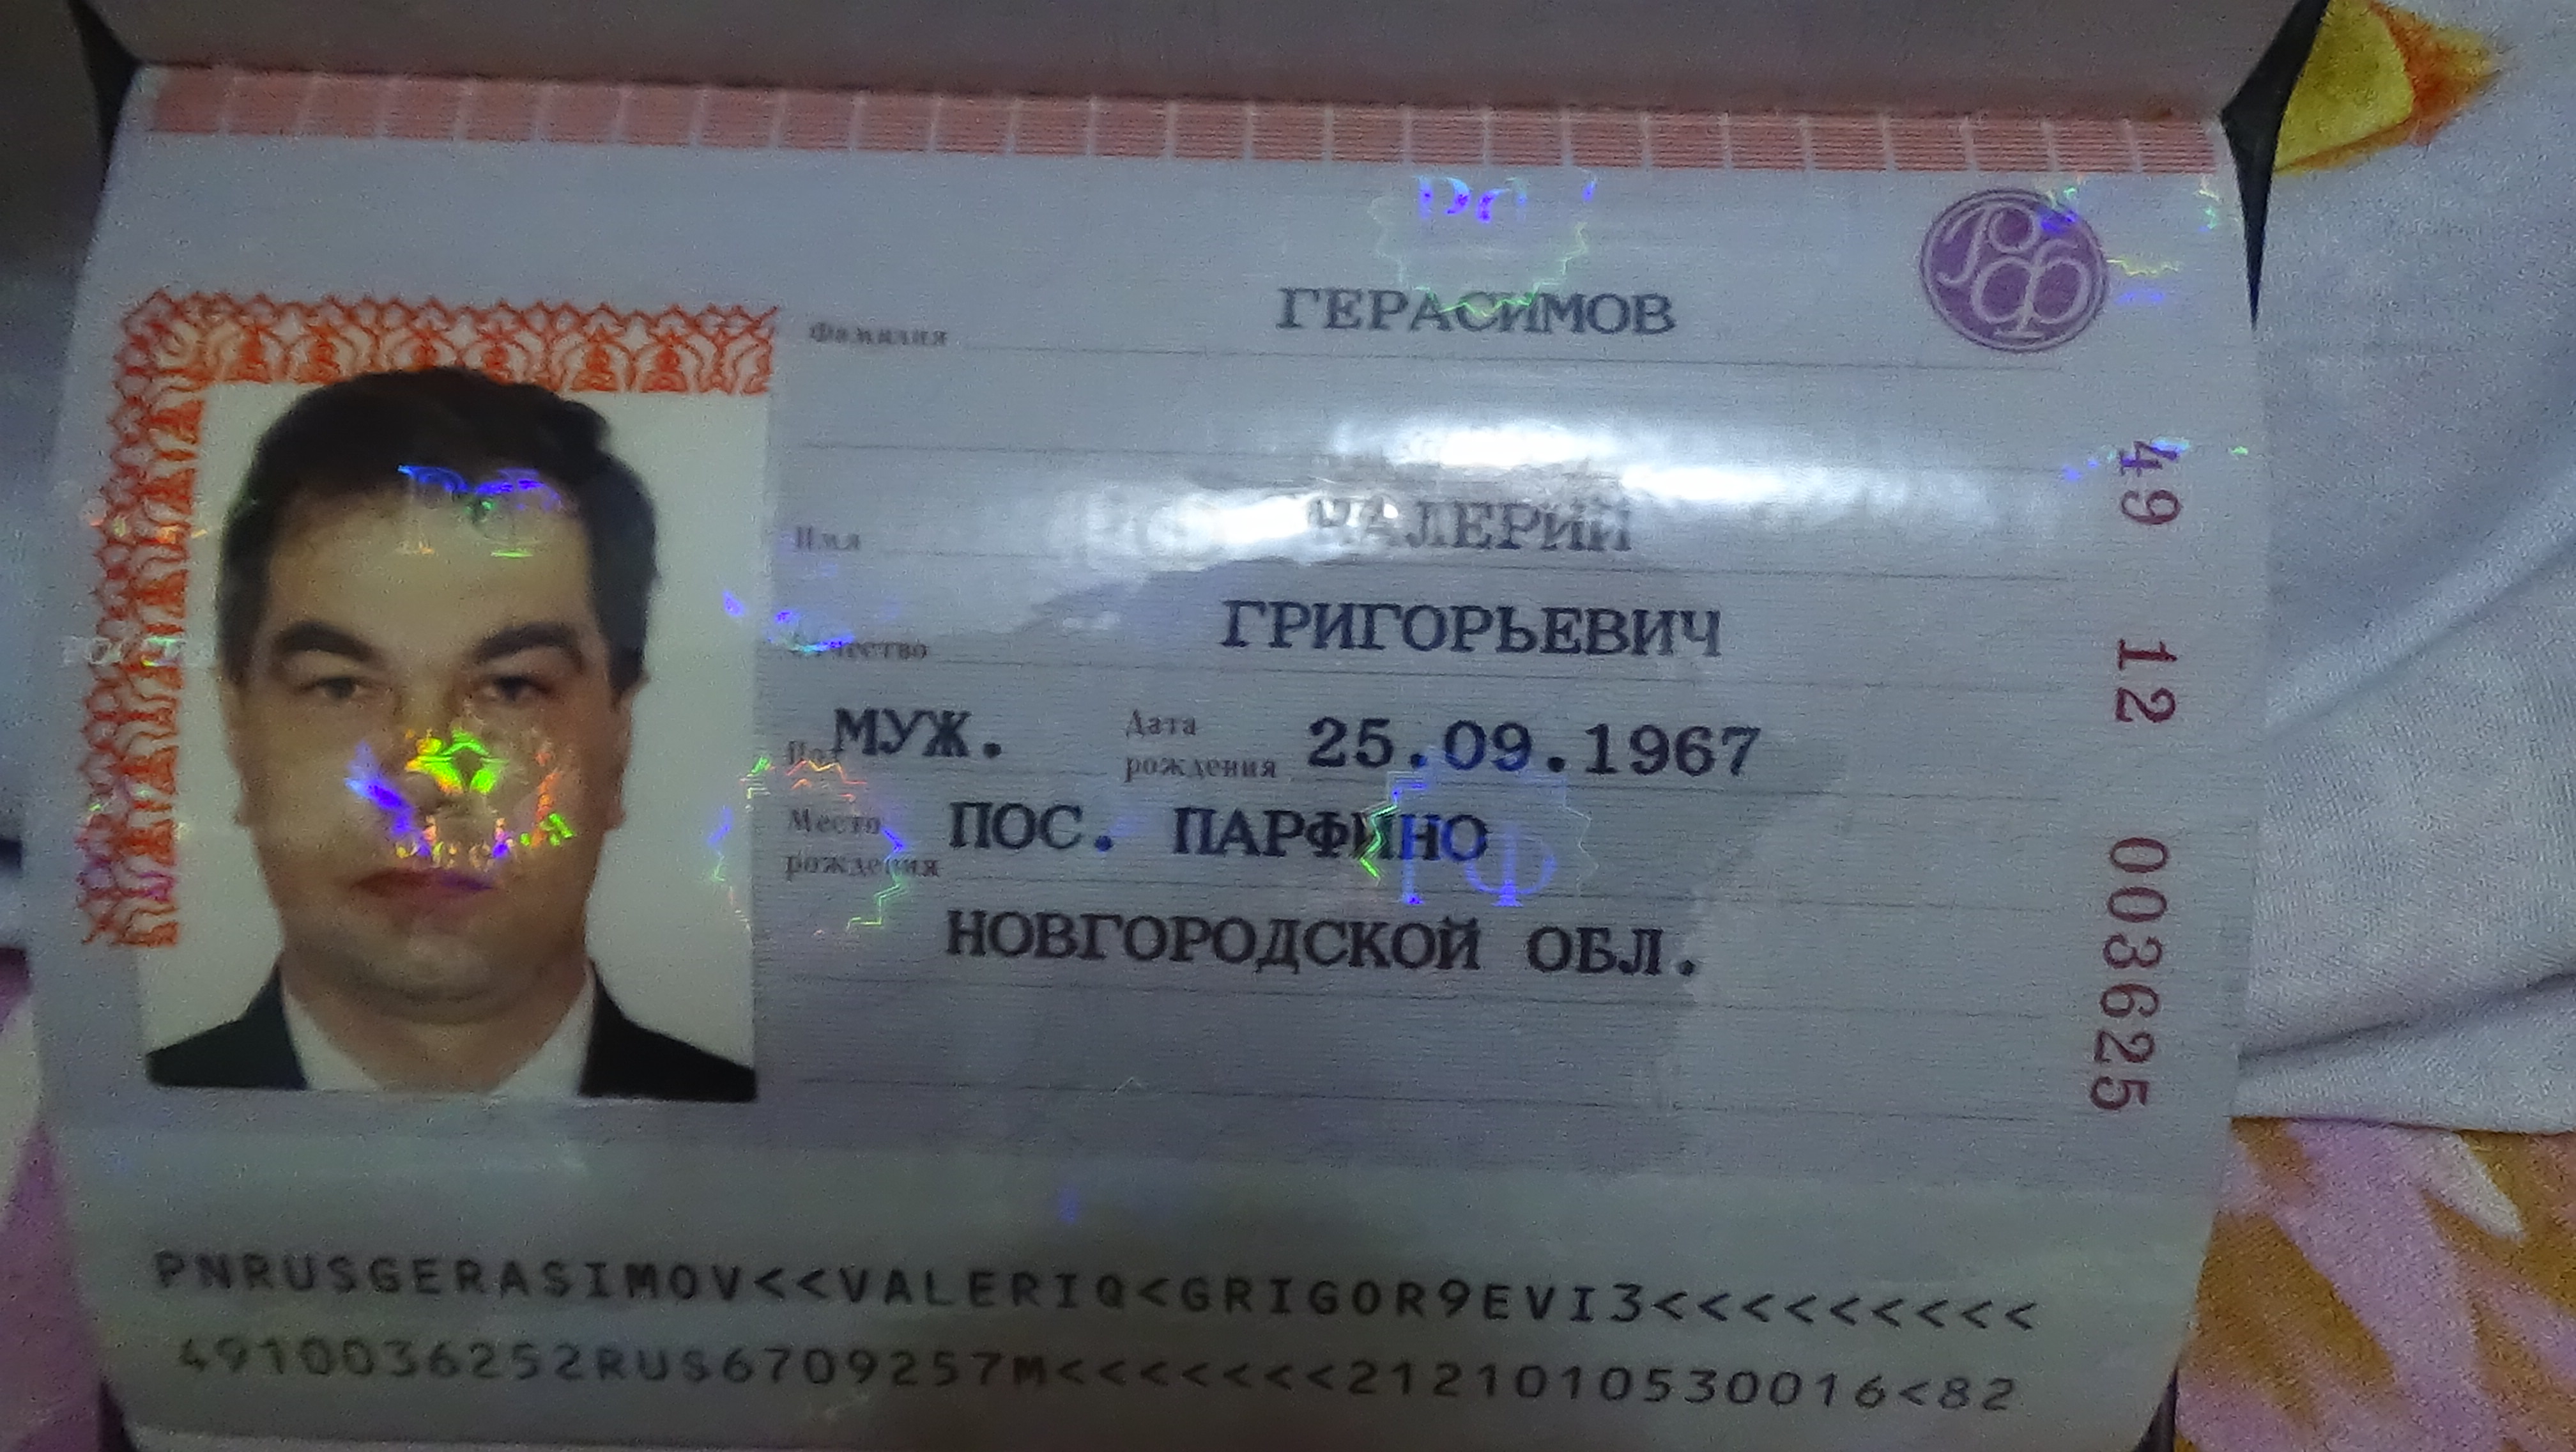 ГЕРАСИМОВ
Фамилия
Имя
ВАЛЕРИЙ
Отчество
ГРИГОРЬЕВИЧ
Пол МУЖ. Дата рождения 25.09.1967
Место рождения ПОС. ПАРФИНО
НОВГОРОДСКОЙ ОБЛ.
РФ
49 12 003625
PNRUSGERASIMOV<<VALERIQ<GRIGOR9EVI3<<<<<<<<<
4910036252RUS6709257M<<<<<<<2121010530016<82